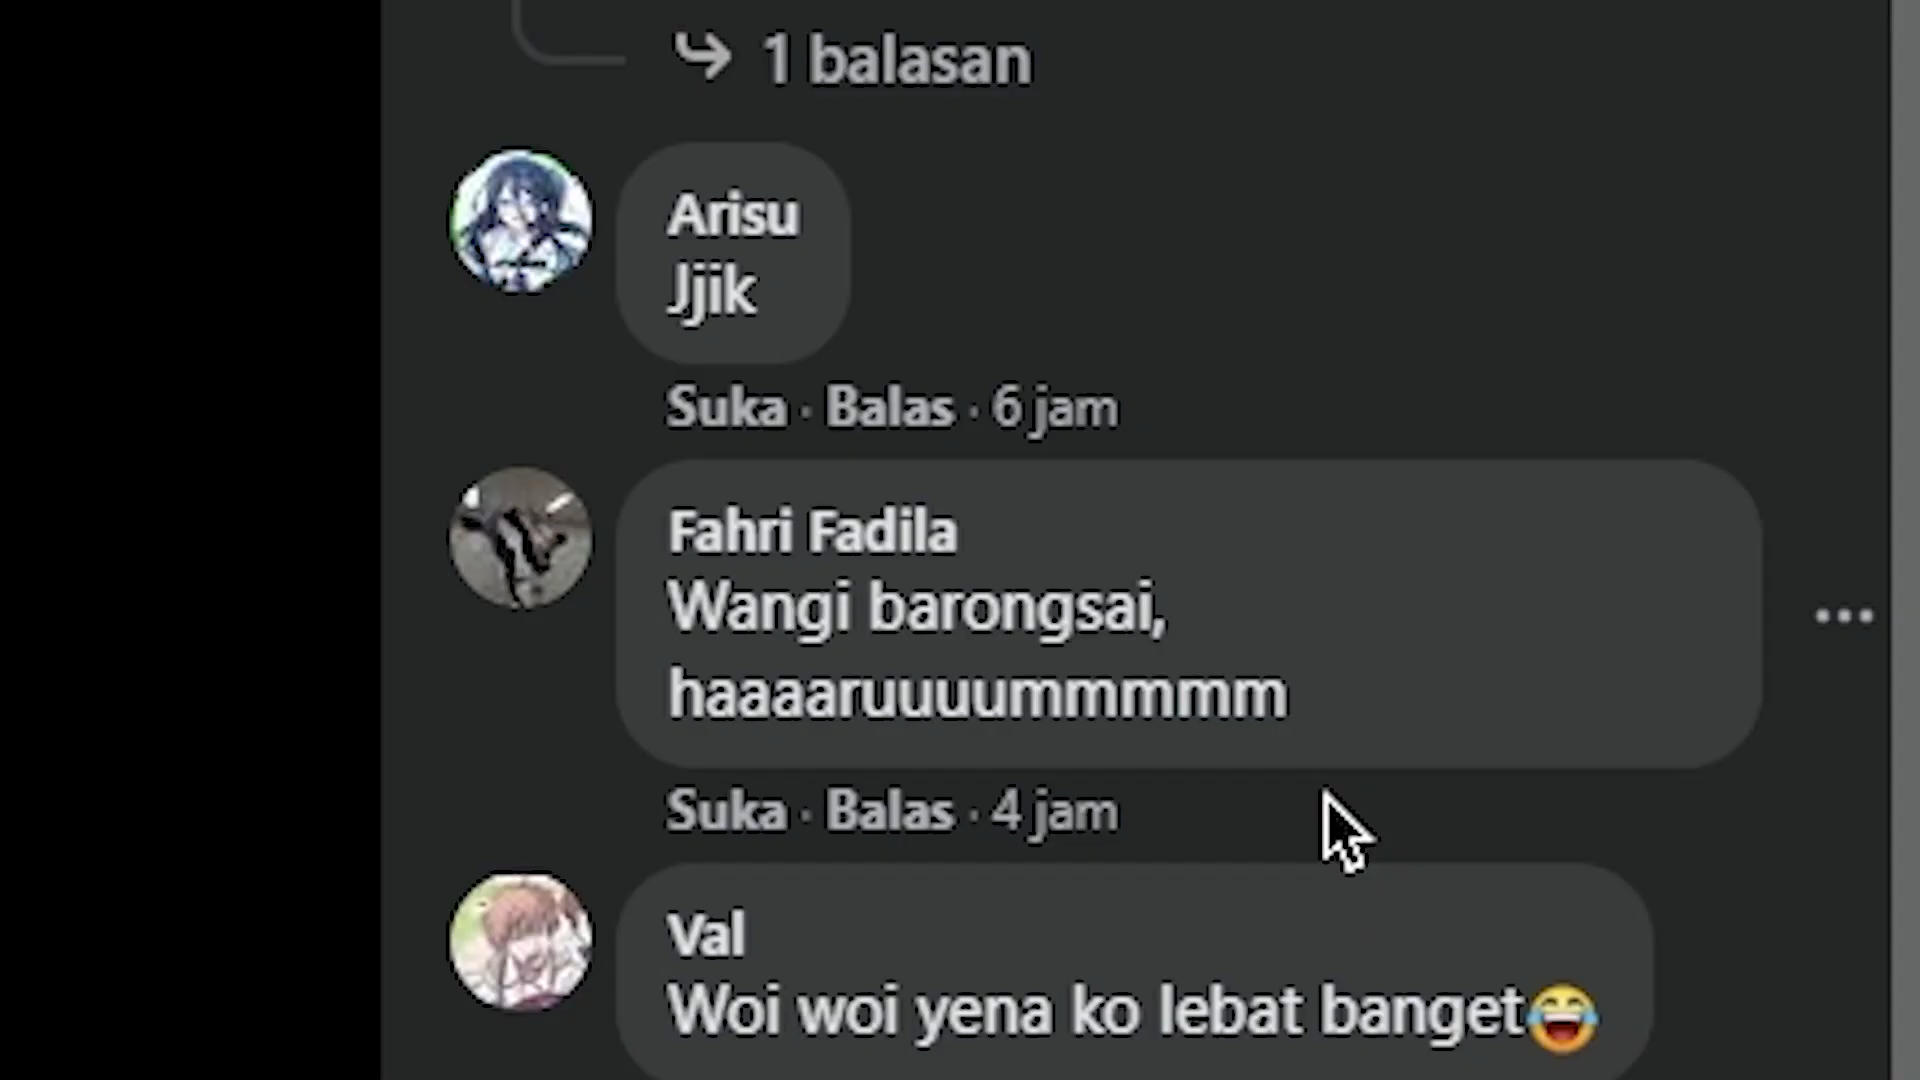 1 balasan
Arisu
Jjik
Suka · Balas · 6 jam
Fahri Fadila
Wangi barongsai,
haaaaruuuummmmm
Suka · Balas · 4 jam
Val
Woi woi yena ko lebat banget😂